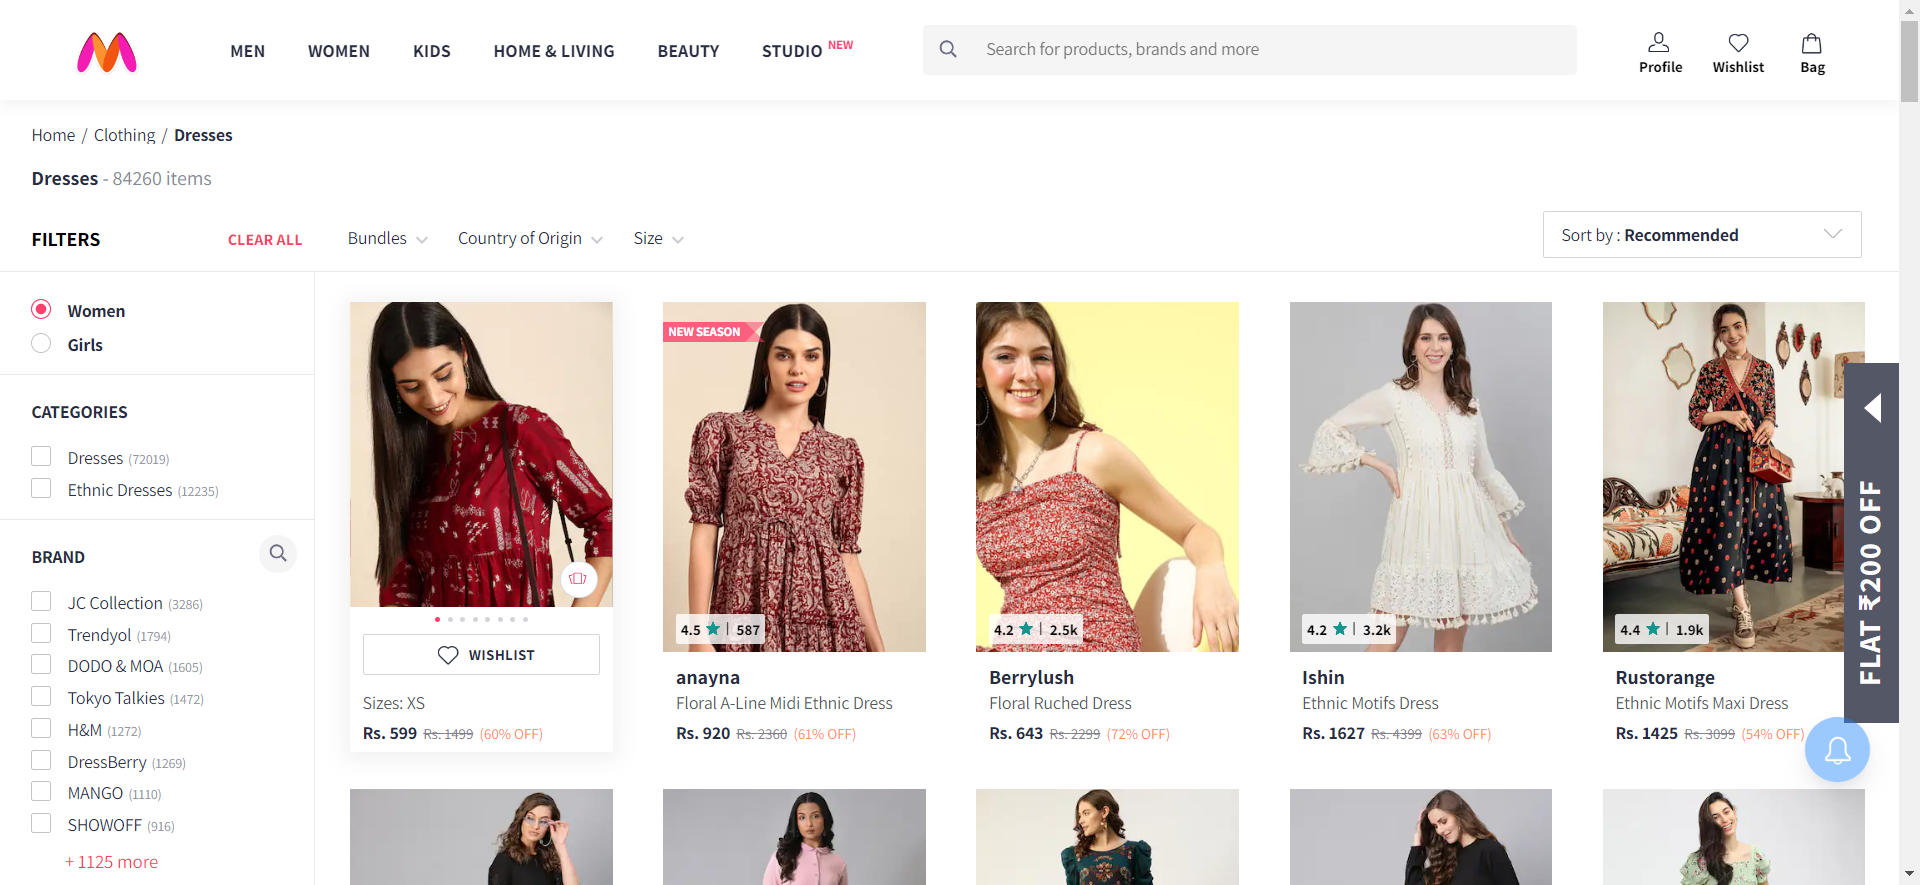 MEN WOMEN KIDS HOME & LIVING BEAUTY STUDIO NEW
Search for products, brands and more
Profile Wishlist Bag
Home / Clothing / Dresses
Dresses - 84260 items
FILTERS CLEAR ALL
Bundles Country of Origin Size
Sort by : Recommended
Women
Girls
CATEGORIES
Dresses (72019)
Ethnic Dresses (12235)
BRAND
JC Collection (3286)
Trendyol (1794)
DODO & MOA (1605)
Tokyo Talkies (1472)
H&M (1272)
DressBerry (1269)
MANGO (1110)
SHOWOFF (916)
+ 1125 more
WISHLIST
Sizes: XS
Rs. 599 Rs. 1499 (60% OFF)
NEW SEASON
4.5 | 587
anayna
Floral A-Line Midi Ethnic Dress
Rs. 920 Rs. 2360 (61% OFF)
4.2 | 2.5k
Berrylush
Floral Ruched Dress
Rs. 643 Rs. 2299 (72% OFF)
4.2 | 3.2k
Ishin
Ethnic Motifs Dress
Rs. 1627 Rs. 4399 (63% OFF)
4.4 | 1.9k
Rustorange
Ethnic Motifs Maxi Dress
Rs. 1425 Rs. 3099 (54% OFF)
FLAT ₹200 OFF